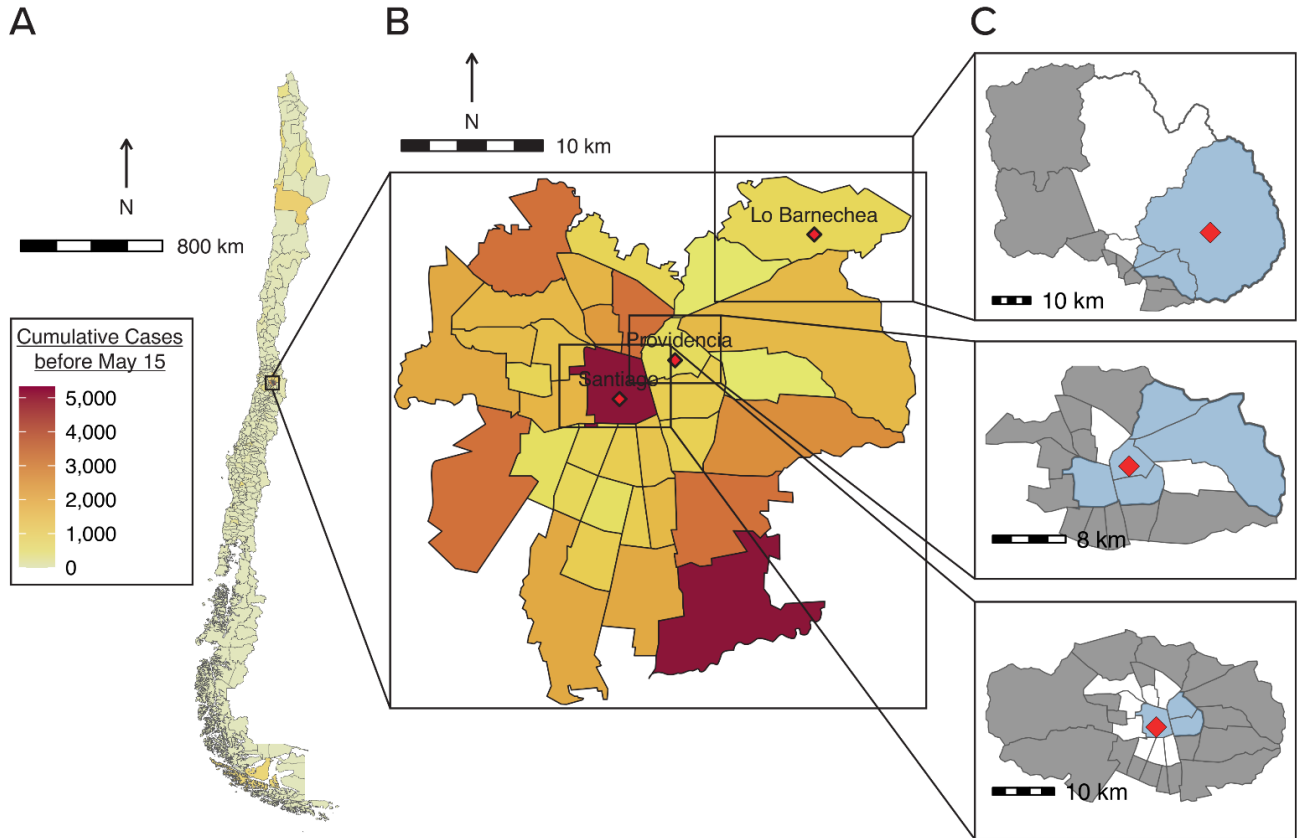 A
B
C
N
800 km
Cumulative Cases
before May 15
5,000
4,000
3,000
2,000
1,000
0
N
10 km
Lo Barnechea
Providencia
Santiago
10 km
8 km
10 km